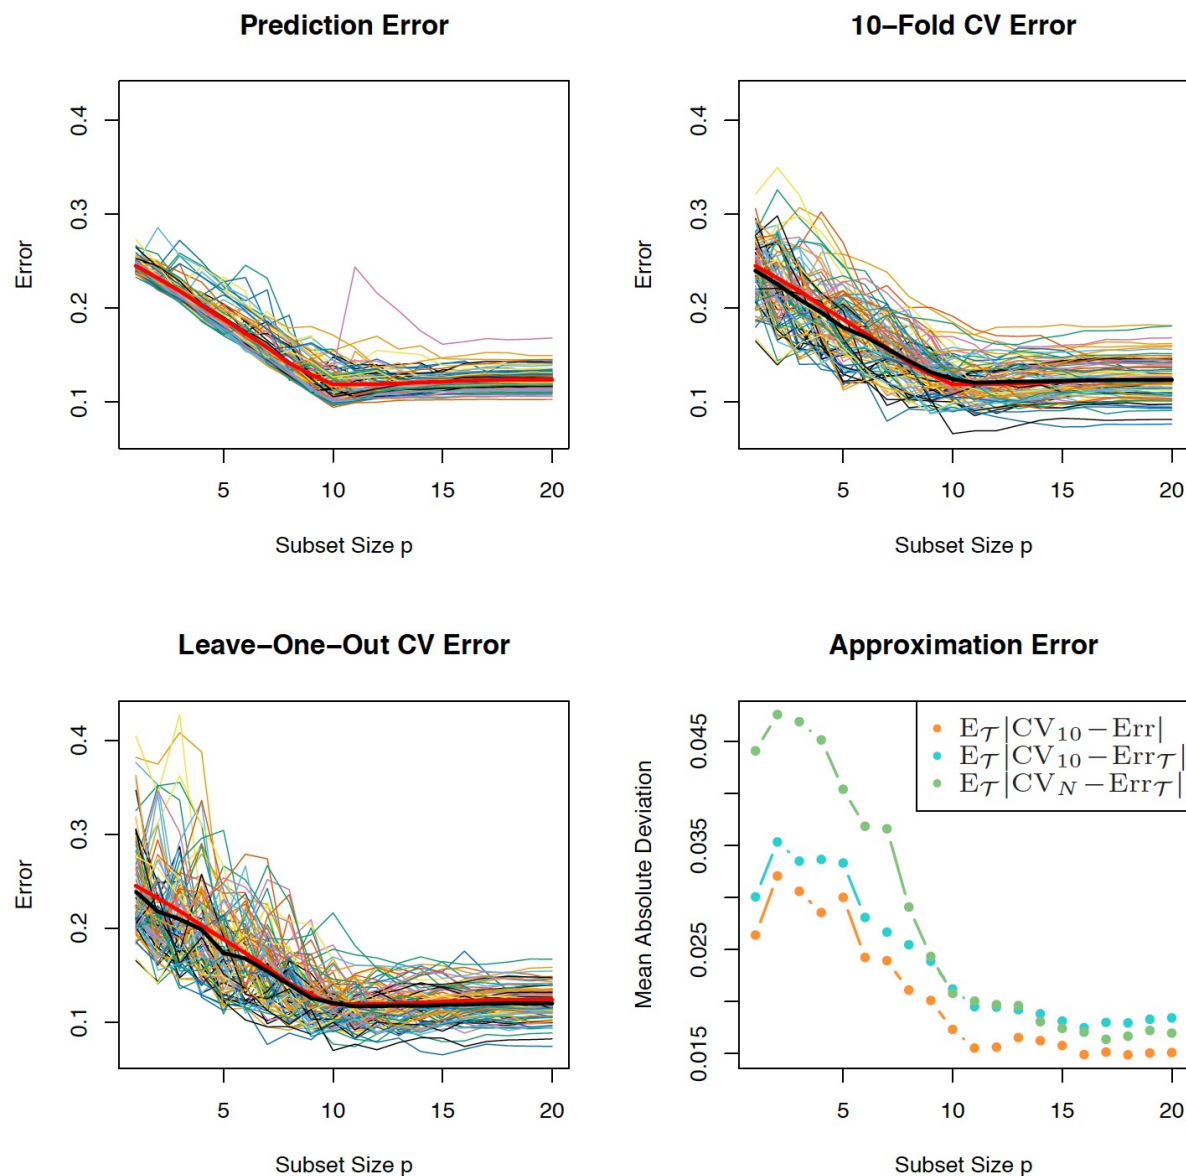 Prediction Error
Error
0.4
0.3
0.2
0.1
5 10 15 20
Subset Size p
10–Fold CV Error
Error
0.4
0.3
0.2
0.1
5 10 15 20
Subset Size p
Leave–One–Out CV Error
Error
0.4
0.3
0.2
0.1
5 10 15 20
Subset Size p
Approximation Error
Mean Absolute Deviation
0.045
0.035
0.025
0.015
E𝒯|CV₁₀−Err|
E𝒯|CV₁₀−Err𝒯|
E𝒯|CV_N−Err𝒯|
5 10 15 20
Subset Size p